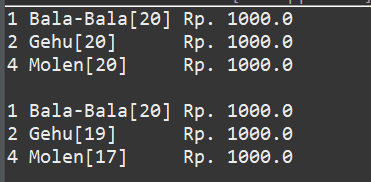 1 Bala-Bala[20] Rp. 1000.0
2 Gehu[20]      Rp. 1000.0
4 Molen[20]     Rp. 1000.0

1 Bala-Bala[20] Rp. 1000.0
2 Gehu[19]      Rp. 1000.0
4 Molen[17]     Rp. 1000.0